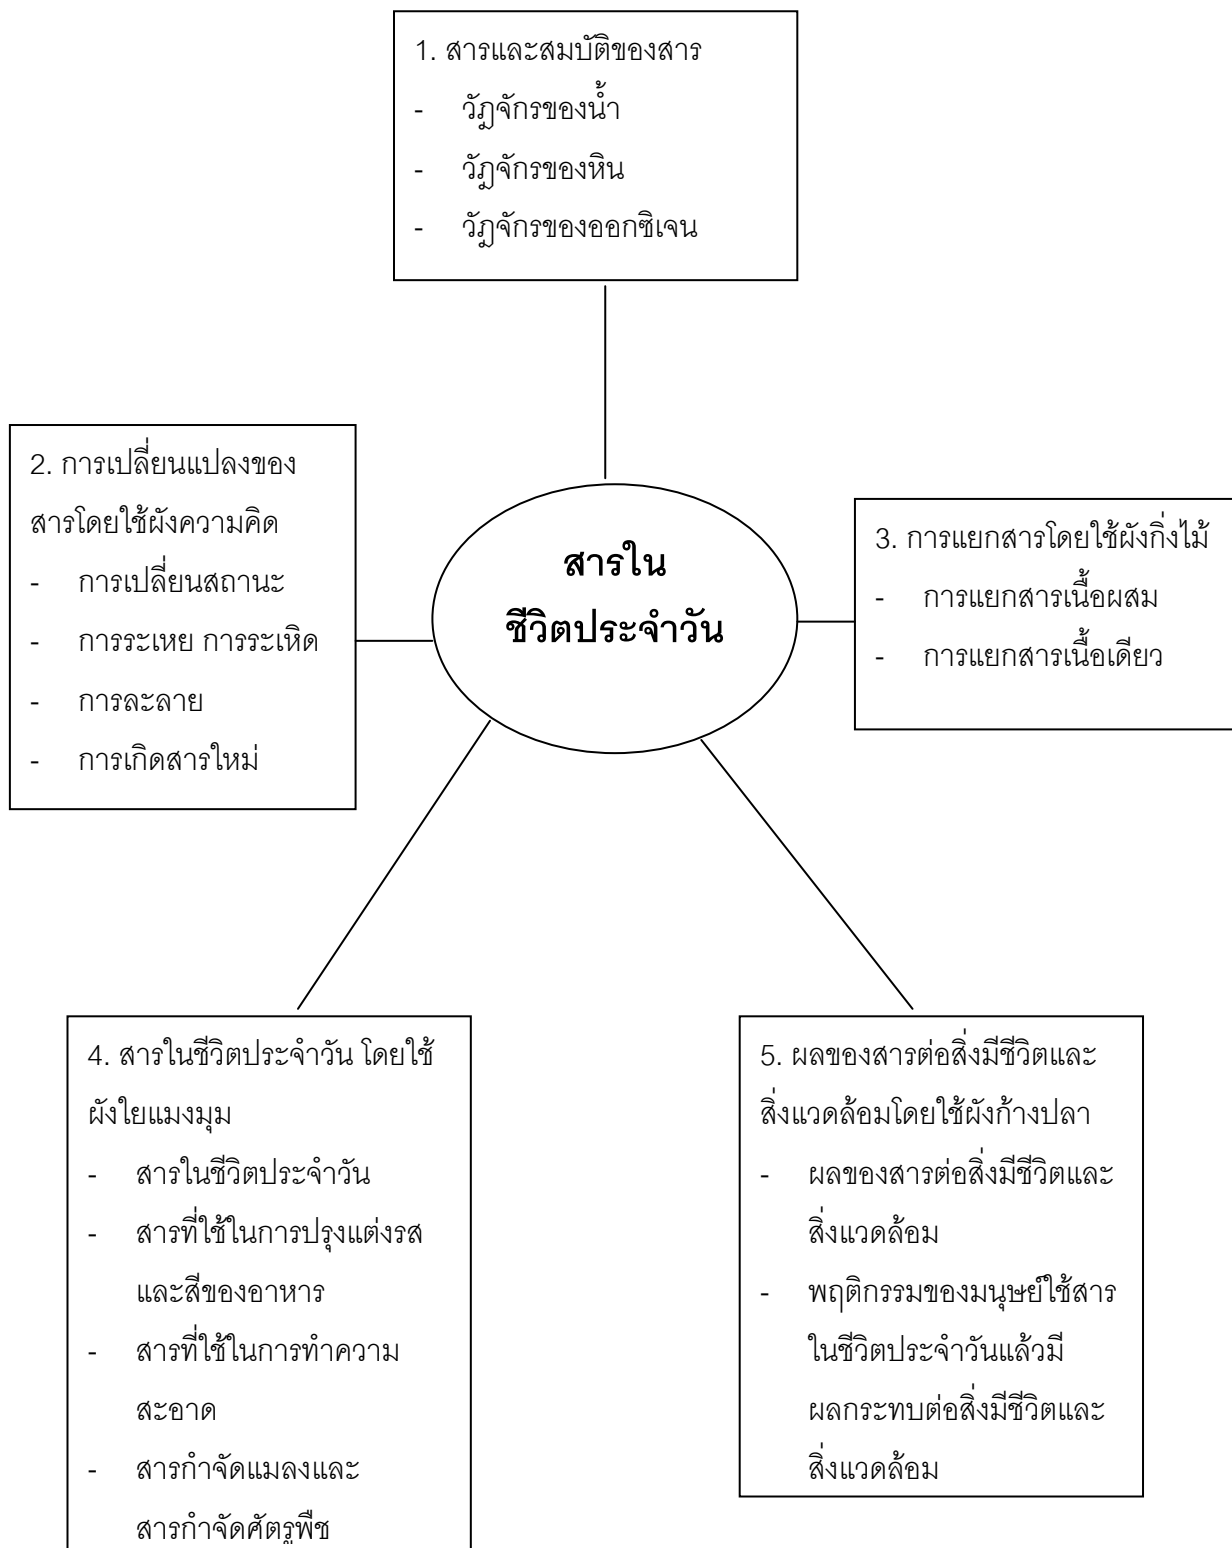 1. สารและสมบัติของสาร
- วัฏจักรของน้ำ
- วัฏจักรของหิน
- วัฏจักรของออกซิเจน
2. การเปลี่ยนแปลงของ
สารโดยใช้ผังความคิด
- การเปลี่ยนสถานะ
- การระเหย การระเหิด
- การละลาย
- การเกิดสารใหม่
สารใน
ชีวิตประจำวัน
3. การแยกสารโดยใช้ผังกิ่งไม้
- การแยกสารเนื้อผสม
- การแยกสารเนื้อเดียว
4. สารในชีวิตประจำวัน โดยใช้
ผังใยแมงมุม
- สารในชีวิตประจำวัน
- สารที่ใช้ในการปรุงแต่งรส
และสีของอาหาร
- สารที่ใช้ในการทำความ
สะอาด
- สารกำจัดแมลงและ
สารกำจัดศัตรูพืช
5. ผลของสารต่อสิ่งมีชีวิตและ
สิ่งแวดล้อมโดยใช้ผังก้างปลา
- ผลของสารต่อสิ่งมีชีวิตและ
สิ่งแวดล้อม
- พฤติกรรมของมนุษย์ใช้สาร
ในชีวิตประจำวันแล้วมี
ผลกระทบต่อสิ่งมีชีวิตและ
สิ่งแวดล้อม